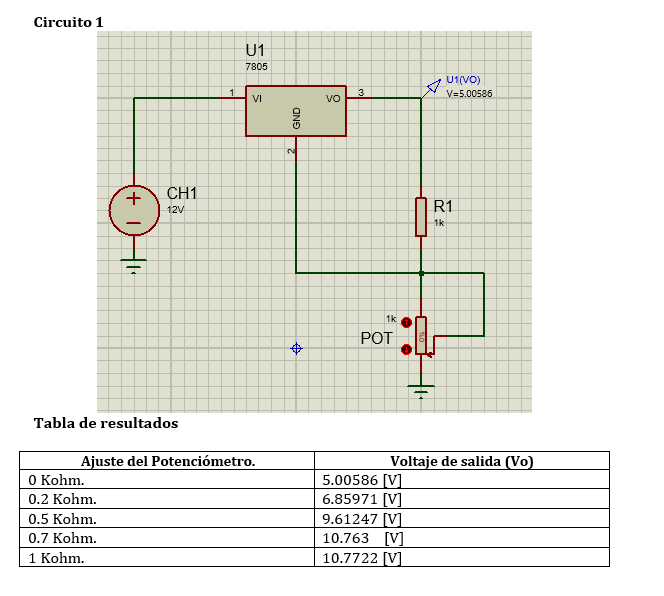 Circuito 1
U1
7805
1
VI
VO
3
GND
2
U1(VO)
V=5.00586
CH1
12V
R1
1k
1k
POT
0%
Tabla de resultados
Ajuste del Potenciómetro. Voltaje de salida (Vo)
0 Kohm. 5.00586 [V]
0.2 Kohm. 6.85971 [V]
0.5 Kohm. 9.61247 [V]
0.7 Kohm. 10.763 [V]
1 Kohm. 10.7722 [V]